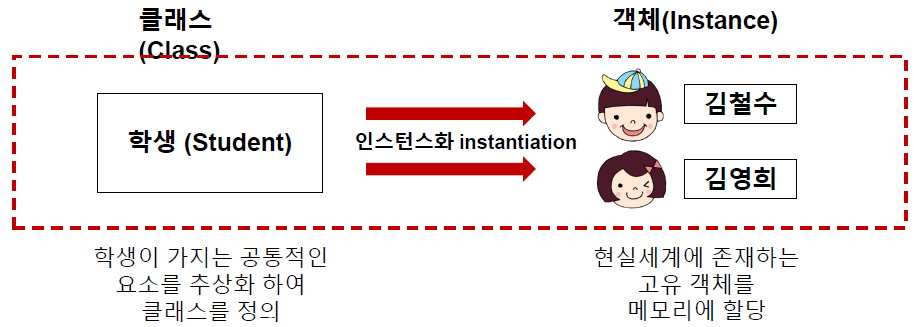 클래스
(Class)
객체(Instance)
학생 (Student)
인스턴스화 instantiation
김철수
김영희
학생이 가지는 공통적인
요소를 추상화 하여
클래스를 정의
현실세계에 존재하는
고유 객체를
메모리에 할당